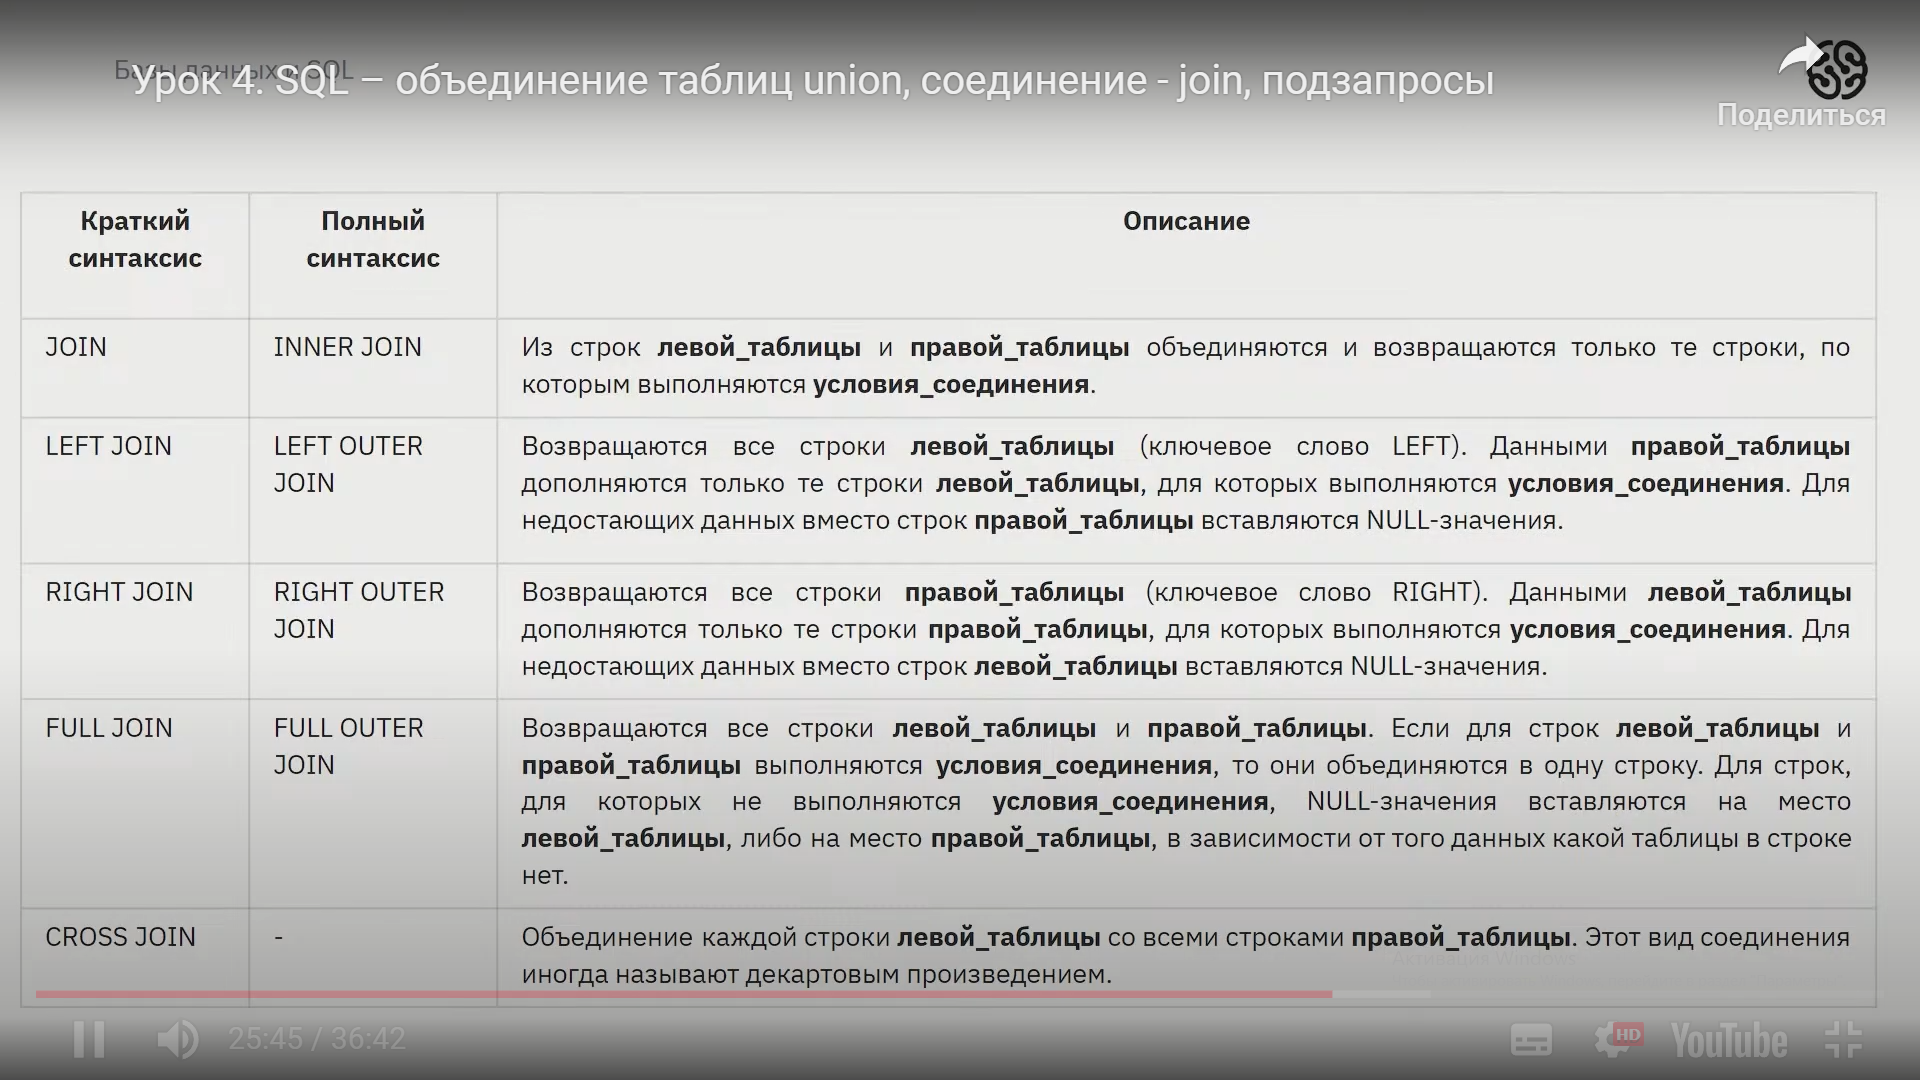 Базы данных и SQL
Урок 4. SQL – объединение таблиц union, соединение - join, подзапросы
Поделиться
Краткий синтаксис
Полный синтаксис
Описание
JOIN
INNER JOIN
Из строк левой_таблицы и правой_таблицы объединяются и возвращаются только те строки, по
которым выполняются условия_соединения.
LEFT JOIN
LEFT OUTER
JOIN
Возвращаются все строки левой_таблицы (ключевое слово LEFT). Данными правой_таблицы
дополняются только те строки левой_таблицы, для которых выполняются условия_соединения. Для
недостающих данных вместо строк правой_таблицы вставляются NULL-значения.
RIGHT JOIN
RIGHT OUTER
JOIN
Возвращаются все строки правой_таблицы (ключевое слово RIGHT). Данными левой_таблицы
дополняются только те строки правой_таблицы, для которых выполняются условия_соединения. Для
недостающих данных вместо строк левой_таблицы вставляются NULL-значения.
FULL JOIN
FULL OUTER
JOIN
Возвращаются все строки левой_таблицы и правой_таблицы. Если для строк левой_таблицы и
правой_таблицы выполняются условия_соединения, то они объединяются в одну строку. Для строк,
для которых не выполняются условия_соединения, NULL-значения вставляются на место
левой_таблицы, либо на место правой_таблицы, в зависимости от того данных какой таблицы в строке
нет.
CROSS JOIN
-
Объединение каждой строки левой_таблицы со всеми строками правой_таблицы. Этот вид соединения
иногда называют декартовым произведением.
Активация Windows
25:45 / 36:42
HD
YouTube